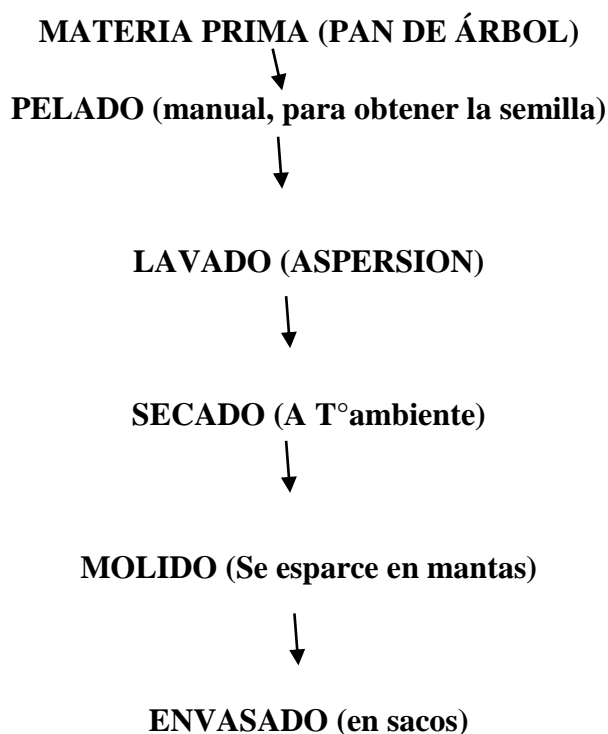 MATERIA PRIMA (PAN DE ÁRBOL)
PELADO (manual, para obtener la semilla)
LAVADO (ASPERSION)
SECADO (A T°ambiente)
MOLIDO (Se esparce en mantas)
ENVASADO (en sacos)